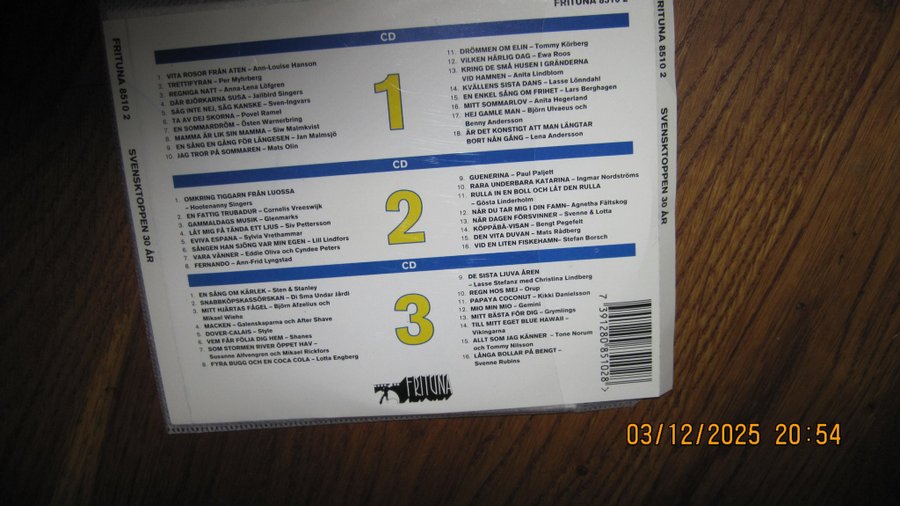 FRITUNA 8510 2
FRITUNA 8510 2
SVENSKTOPPEN 30 ÅR
FRITUNA 8510 2
SVENSKTOPPEN 30 ÅR
CD
1
1. VITA ROSOR FRÅN ATEN – Ann-Louise Hanson
2. TRETTIFYRAN – Per Myhrberg
3. REGNIGA NATT – Anna-Lena Löfgren
4. DÄR BJÖRKARNA SUSA – Jailbird Singers
5. SÄG INTE NEJ, SÄG KANSKE – Sven-Ingvars
6. TA AV DEJ SKORNA – Povel Ramel
7. EN SOMMARDRÖM – Östen Warnerbring
8. MAMMA ÄR LIK SIN MAMMA – Siw Malmkvist
9. EN SÅNG EN GÅNG FÖR LÄNGESEN – Jan Malmsjö
10. JAG TROR PÅ SOMMAREN – Mats Olin
11. DRÖMMEN OM ELIN – Tommy Körberg
12. VILKEN HÄRLIG DAG – Ewa Roos
13. KRING DE SMÅ HUSEN I GRÄNDERNA
VID HAMNEN – Anita Lindblom
14. KVÄLLENS SISTA DANS – Lasse Lönndahl
15. EN ENKEL SÅNG OM FRIHET – Lars Berghagen
16. MITT SOMMARLOV – Anita Hegerland
17. HEJ GAMLE MAN – Björn Ulvaeus och
Benny Andersson
18. ÄR DET KONSTIGT ATT MAN LÄNGTAR
BORT NÅN GÅNG – Lena Andersson
CD
2
1. OMKRING TIGGARN FRÅN LUOSSA
– Hootenanny Singers
2. EN FATTIG TRUBADUR – Cornelis Vreeswijk
3. GAMMALDAGS MUSIK – Glenmarks
4. LÅT MIG FÅ TÄNDA ETT LJUS – Siv Pettersson
5. EVIVA ESPANA – Sylvia Vrethammar
6. SÅNGEN HAN SJÖNG VAR MIN EGEN – Lill Lindfors
7. VARA VÄNNER – Eddie Oliva och Cyndee Peters
8. FERNANDO – Ann-Frid Lyngstad
9. GUENERINA – Paul Paljett
10. RARA UNDERBARA KATARINA – Ingmar Nordströms
11. RULLA IN EN BOLL OCH LÅT DEN RULLA
– Gösta Linderholm
12. NÄR DU TAR MIG I DIN FAMN– Agnetha Fältskog
13. NÄR DAGEN FÖRSVINNER – Svenne & Lotta
14. KÖPPÄBÄ-VISAN – Bengt Pegefelt
15. DEN VITA DUVAN – Mats Rådberg
16. VID EN LITEN FISKEHAMN– Stefan Borsch
CD
3
1. EN SÅNG OM KÄRLEK – Sten & Stanley
2. SNABBKÖPSKASSÖRSKAN – Di Sma Undar Jårdi
3. MITT HJÄRTAS FÅGEL – Björn Afzelius och
Mikael Wiehe
4. MACKEN – Galenskaparna och After Shave
5. DOVER-CALAIS – Style
6. VEM FÅR FÖLJA DIG HEM – Shanes
7. SOM STORMEN RIVER ÖPPET HAV –
Susanne Alfvengren och Mikael Rickfors
8. FYRA BUGG OCH EN COCA COLA – Lotta Engberg
9. DE SISTA LJUVA ÅREN
– Lasse Stefanz med Christina Lindberg
10. REGN HOS MEJ – Orup
11. PAPAYA COCONUT – Kikki Danielsson
12. MIO MIN MIO – Gemini
13. MITT BÄSTA FÖR DIG – Grymlings
14. TILL MITT EGET BLUE HAWAII –
Vikingarna
15. ALLT SOM JAG KÄNNER – Tone Norum
och Tommy Nilsson
16. LÅNGA BOLLAR PÅ BENGT –
Svenne Rubins
7 391280 851028 >
FRITUNA
03/12/2025 20:54